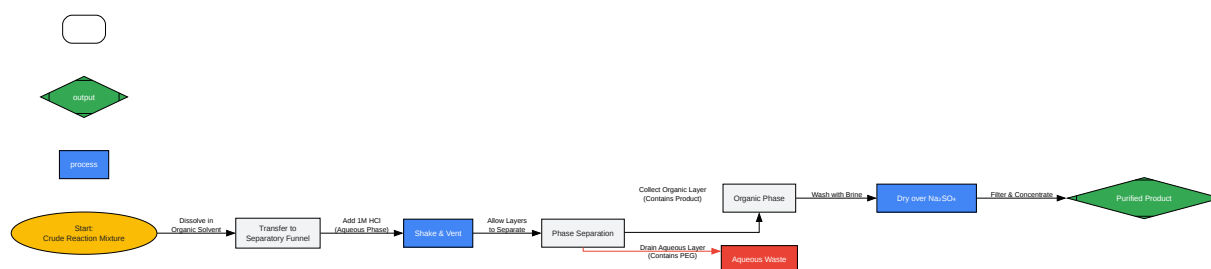 output
process
Start:
Crude Reaction Mixture
Dissolve in
Organic Solvent
Transfer to
Separatory Funnel
Add 1M HCl
(Aqueous Phase)
Shake & Vent
Allow Layers
to Separate
Phase Separation
Collect Organic Layer
(Contains Product)
Organic Phase
Wash with Brine
Dry over Na₂SO₄
Filter & Concentrate
Purified Product
Drain Aqueous Layer
(Contains PEG)
Aqueous Waste